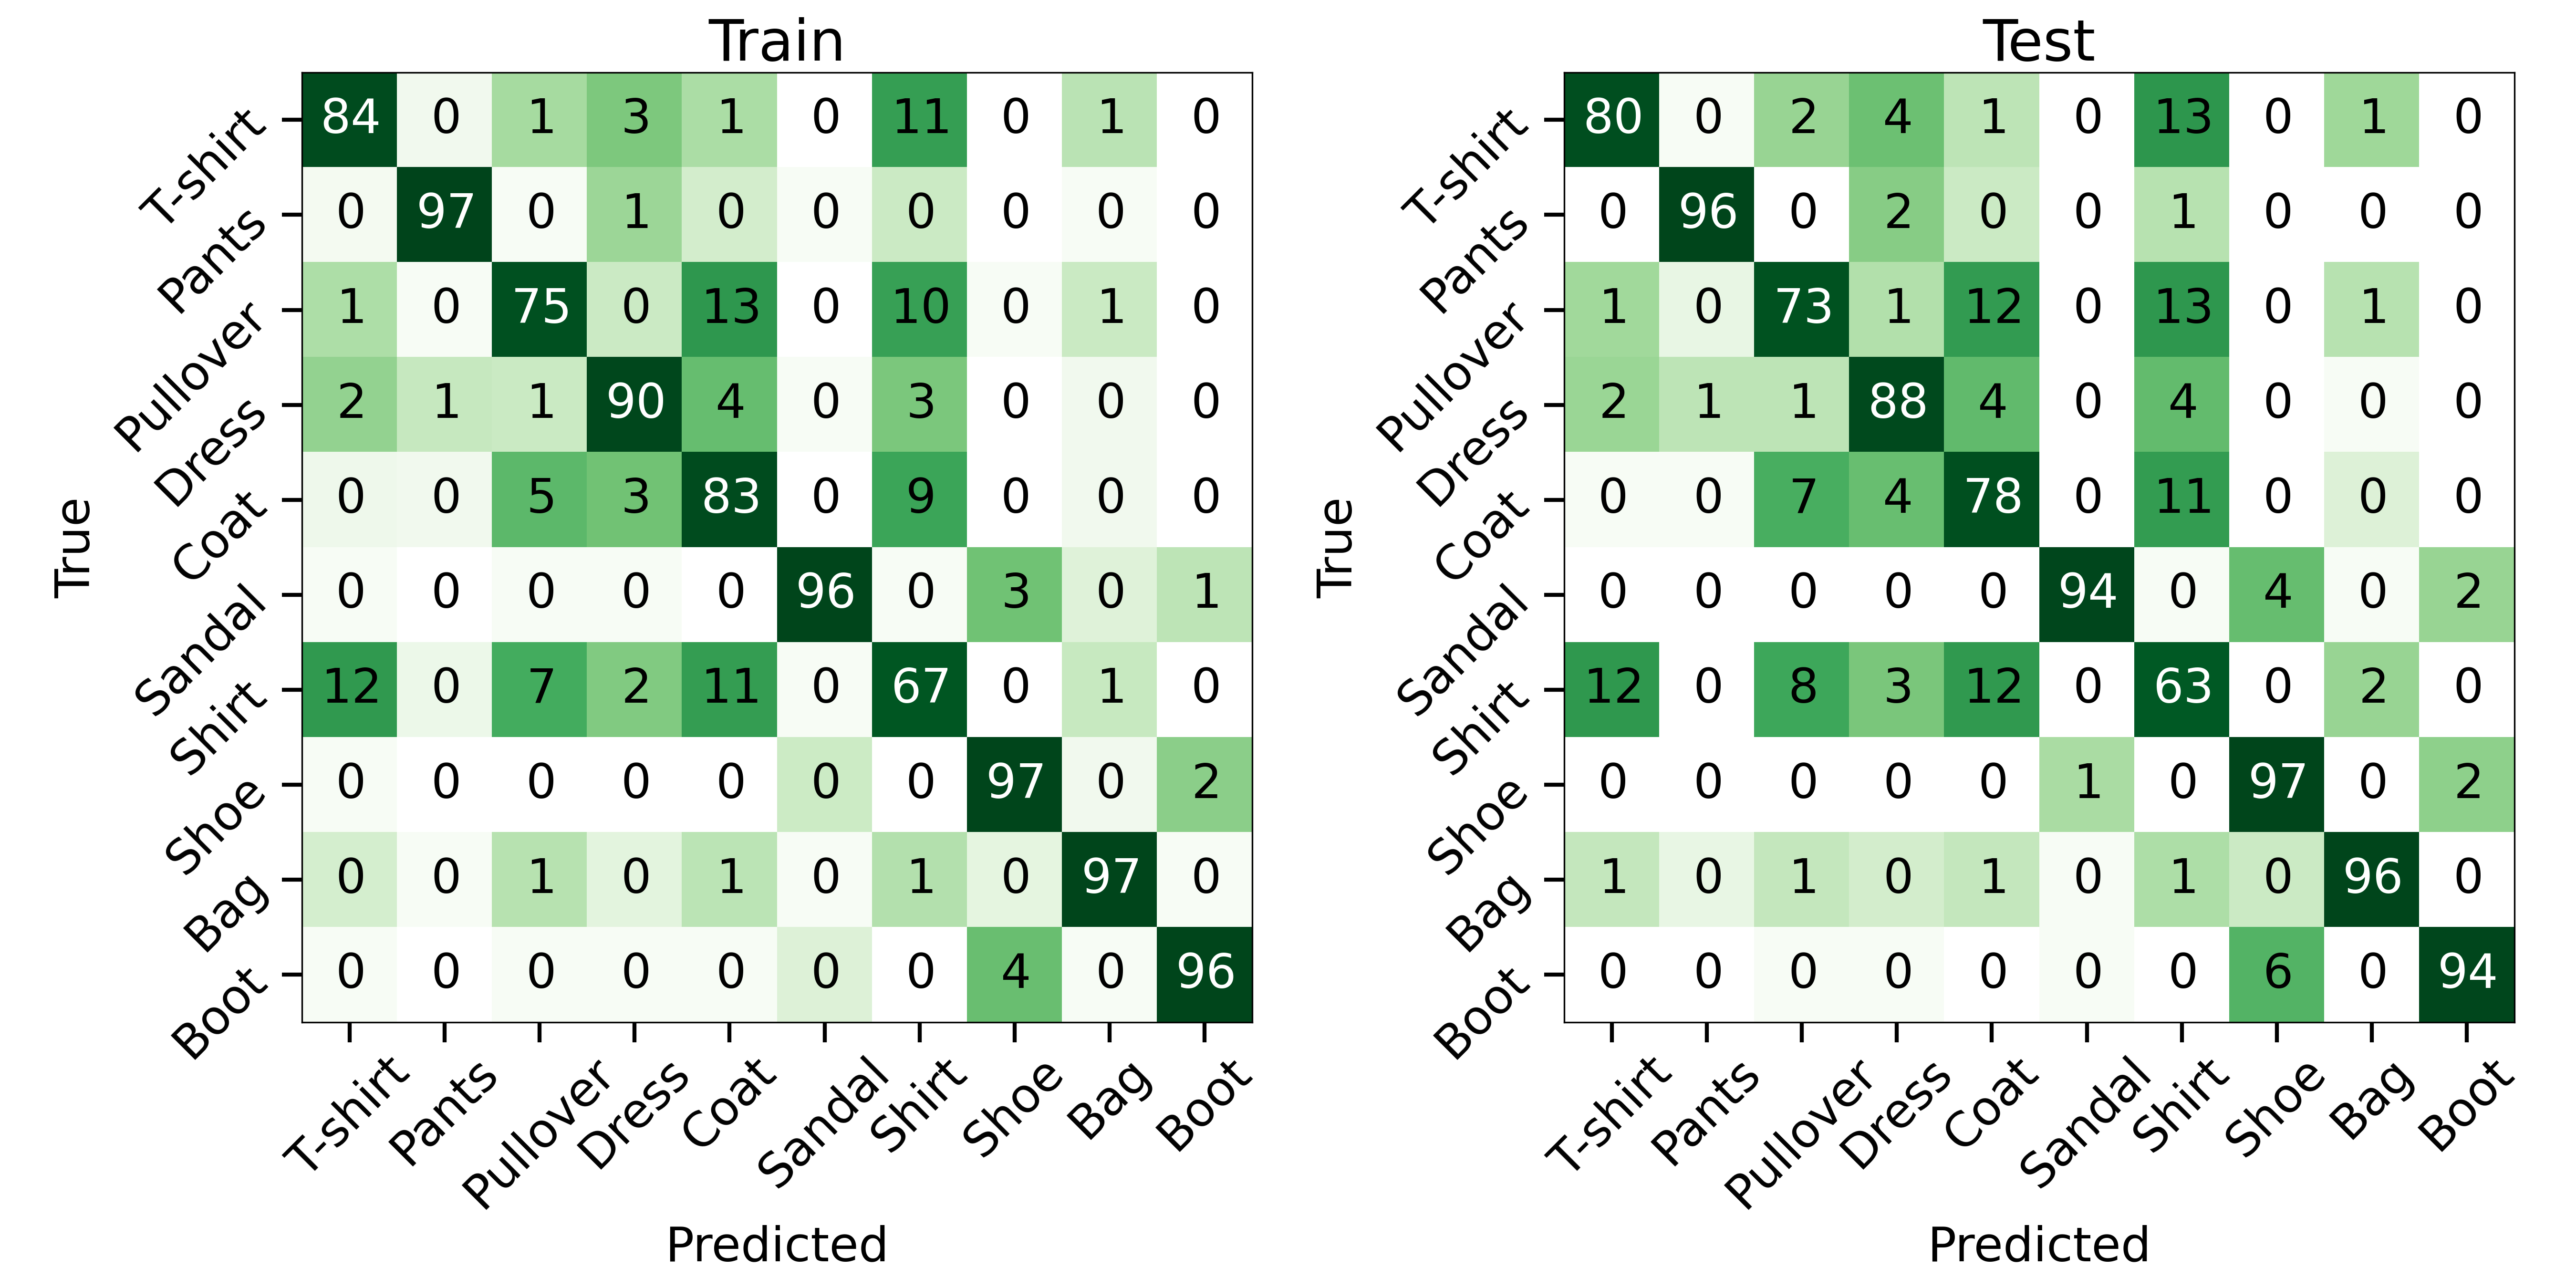 Train
True
T-shirt 84 0 1 3 1 0 11 0 1 0
Pants 0 97 0 1 0 0 0 0 0 0
Pullover 1 0 75 0 13 0 10 0 1 0
Dress 2 1 1 90 4 0 3 0 0 0
Coat 0 0 5 3 83 0 9 0 0 0
Sandal 0 0 0 0 0 96 0 3 0 1
Shirt 12 0 7 2 11 0 67 0 1 0
Shoe 0 0 0 0 0 0 0 97 0 2
Bag 0 0 1 0 1 0 1 0 97 0
Boot 0 0 0 0 0 0 0 4 0 96
T-shirt Pants Pullover Dress Coat Sandal Shirt Shoe Bag Boot
Predicted
Test
True
T-shirt 80 0 2 4 1 0 13 0 1 0
Pants 0 96 0 2 0 0 1 0 0 0
Pullover 1 0 73 1 12 0 13 0 1 0
Dress 2 1 1 88 4 0 4 0 0 0
Coat 0 0 7 4 78 0 11 0 0 0
Sandal 0 0 0 0 0 94 0 4 0 2
Shirt 12 0 8 3 12 0 63 0 2 0
Shoe 0 0 0 0 0 1 0 97 0 2
Bag 1 0 1 0 1 0 1 0 96 0
Boot 0 0 0 0 0 0 0 6 0 94
T-shirt Pants Pullover Dress Coat Sandal Shirt Shoe Bag Boot
Predicted